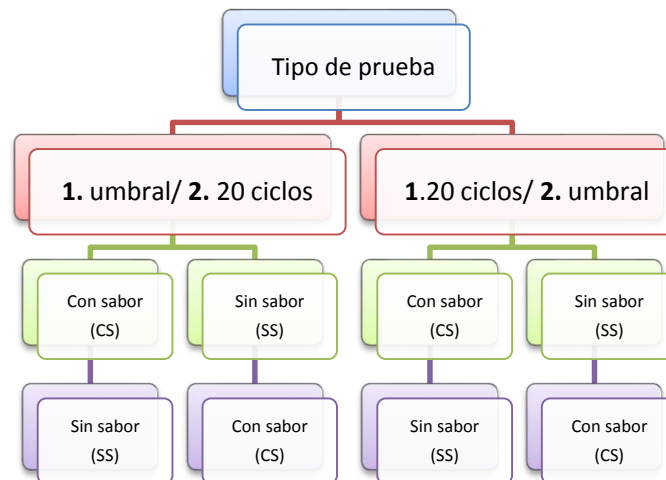 Tipo de prueba
1. umbral/ 2. 20 ciclos
1.20 ciclos/ 2. umbral
Con sabor
(CS)
Sin sabor
(SS)
Con sabor
(CS)
Sin sabor
(SS)
Sin sabor
(SS)
Con sabor
(CS)
Sin sabor
(SS)
Con sabor
(CS)